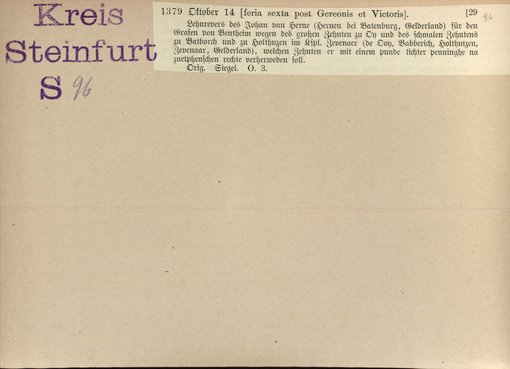 Kreis
Steinfurt
S 96
1379 Oktober 14 [feria sexta post Gereonis et Victoris]. [29 96
Lehnrevers des Johan van Herne (Hernen bei Batenburg, Gelderland) für den
Grafen von Bentheim wegen des großen Zehnten zu Oy und des schmalen Zehntens
zu Balborch und zu Holthuzen im Kspl. Zevenaer (de Ooy, Babberich, Holthuizen,
Zevenaar, Gelderland), welchen Zehnten er mit einem punde lichter penninghe na
zuetphenschen rechte verherweden soll.
Orig. Siegel. O. 3.